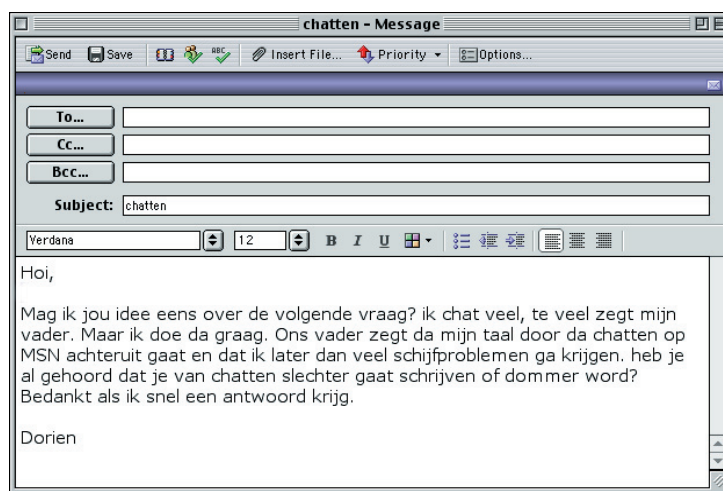 chatten - Message
Send Save ABC Insert File... Priority Options...
To...
Cc...
Bcc...
Subject: chatten
Verdana 12 B I U
Hoi,
Mag ik jou idee eens over de volgende vraag? ik chat veel, te veel zegt mijn
vader. Maar ik doe da graag. Ons vader zegt da mijn taal door da chatten op
MSN achteruit gaat en dat ik later dan veel schijfproblemen ga krijgen. heb je
al gehoord dat je van chatten slechter gaat schrijven of dommer word?
Bedankt als ik snel een antwoord krijg.
Dorien